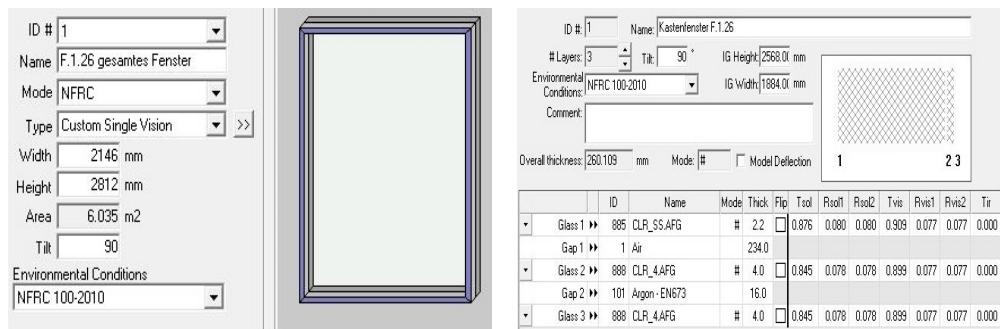 ID # 1
Name F.1.26 gesamtes Fenster
Mode NFRC
Type Custom Single Vision >>
Width 2146 mm
Height 2812 mm
Area 6.035 m2
Tilt 90
Environmental Conditions
NFRC 100-2010
ID #: 1 Name: Kastenfenster F.1.26
# Layers: 3 Tilt: 90 ° IG Height: 2568.0( mm
Environmental Conditions: NFRC 100-2010 IG Width: 1884.0( mm
Comment:
Overall thickness: 260.109 mm Mode: # Model Deflection
1 2 3
ID Name Mode Thick Flip Tsol Rsol1 Rsol2 Tvis Rvis1 Rvis2 Tir
Glass 1 885 CLR_SS.AFG # 2.2 0.876 0.080 0.080 0.909 0.077 0.077 0.000
Gap 1 1 Air 234.0
Glass 2 888 CLR_4.AFG # 4.0 0.845 0.078 0.078 0.899 0.077 0.077 0.000
Gap 2 101 Argon - EN673 16.0
Glass 3 888 CLR_4.AFG # 4.0 0.845 0.078 0.078 0.899 0.077 0.077 0.000